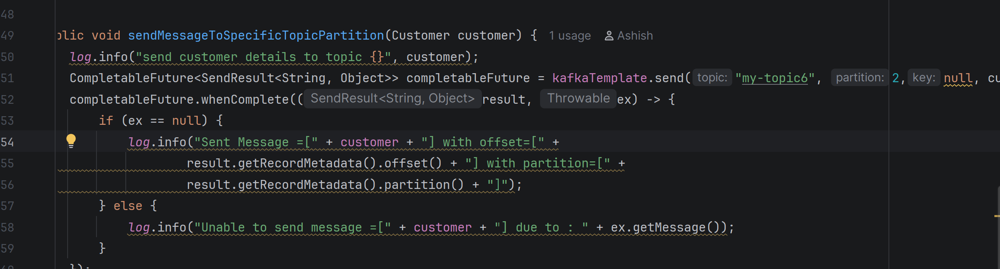 48
49 blic void sendMessageToSpecificTopicPartition(Customer customer) { 1 usage Ashish
50 log.info("send customer details to topic {}", customer);
51 CompletableFuture<SendResult<String, Object>> completableFuture = kafkaTemplate.send( topic: "my-topic6", partition: 2, key: null, cu
52 completableFuture.whenComplete(( SendResult<String, Object> result, Throwable ex) -> {
53 if (ex == null) {
54 log.info("Sent Message =[" + customer + "] with offset=[" +
55 result.getRecordMetadata().offset() + "] with partition=[" +
56 result.getRecordMetadata().partition() + "]");
57 } else {
58 log.info("Unable to send message =[" + customer + "] due to : " + ex.getMessage());
59 }
60 });